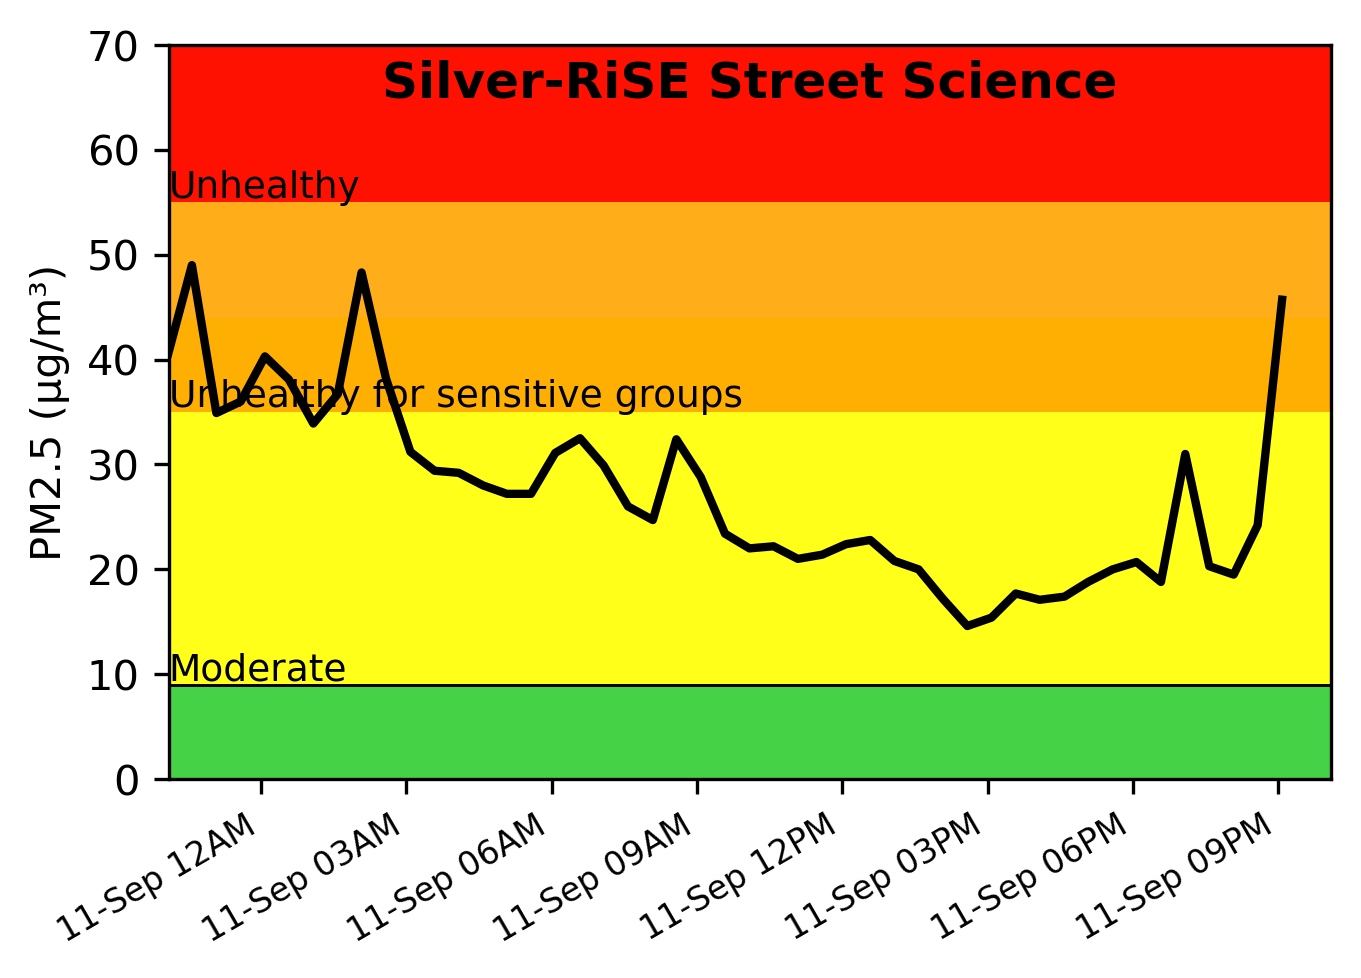 Silver-RiSE Street Science
70
60
50
40
30
20
10
0
PM2.5 (µg/m³)
Unhealthy
Unhealthy for sensitive groups
Moderate
11-Sep 12AM
11-Sep 03AM
11-Sep 06AM
11-Sep 09AM
11-Sep 12PM
11-Sep 03PM
11-Sep 06PM
11-Sep 09PM